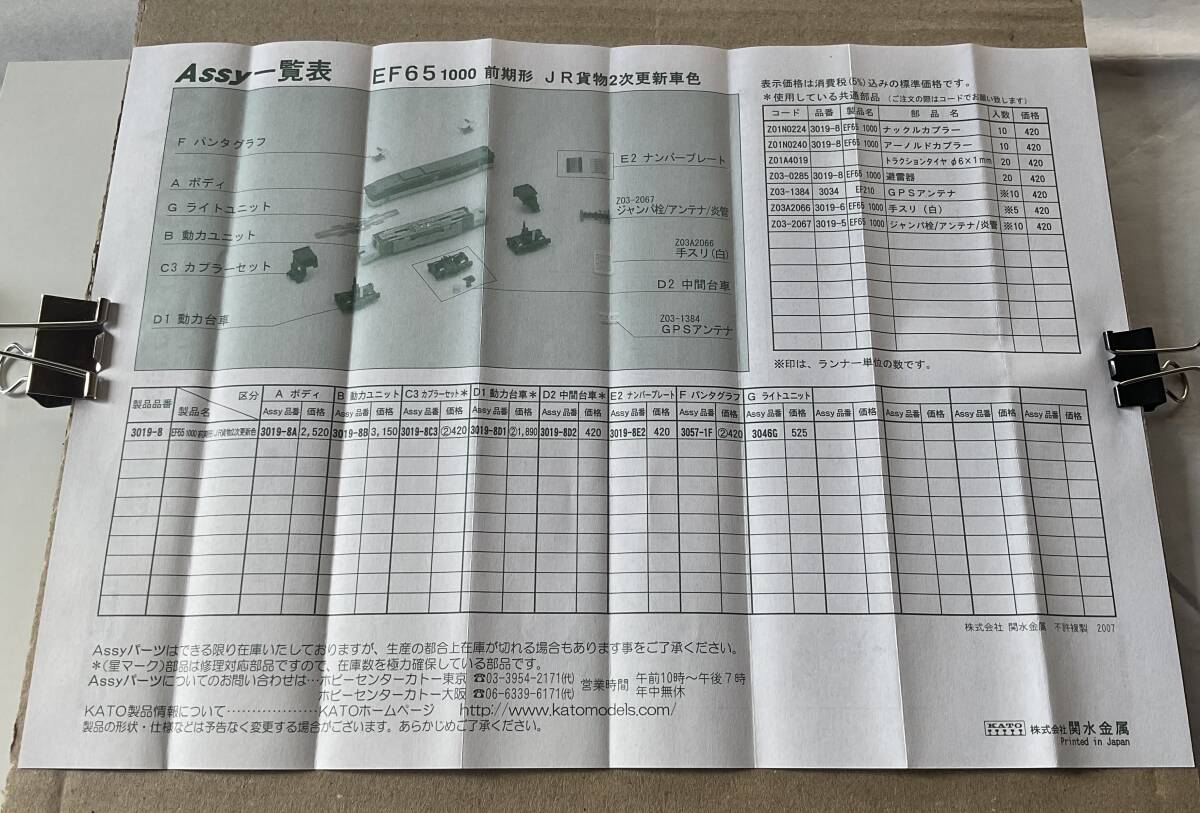 Assy一覧表 EF65 1000 前期形 JR貨物2次更新車色
F パンタグラフ
A ボディ
G ライトユニット
B 動力ユニット
C3 カプラーセット
D1 動力台車
E2 ナンバープレート
Z03-2067
ジャンパ栓/アンテナ/炎管
Z03A2066
手スリ(白)
D2 中間台車
Z03-1384
GPSアンテナ
表示価格は消費税(5%)込みの標準価格です。
*使用している共通部品 (ご注文の際はコードでお願い致します)
コード 品番 製品名 部品名 入数 価格
Z01N0224 3019-8 EF65 1000 ナックルカプラー 10 420
Z01N0240 3019-8 EF65 1000 アーノルドカプラー 10 420
Z01A4019 トラクションタイヤ φ6×1mm 20 420
Z03-0285 3019-8 EF65 1000 避雷器 20 420
Z03-1384 3034 EF210 GPSアンテナ ※10 420
Z03A2066 3019-6 EF65 1000 手スリ(白) ※5 420
Z03-2067 3019-5 EF65 1000 ジャンパ栓/アンテナ/炎管 ※10 420
※印は、ランナー単位の数です。
製品品番 製品名 区分 A ボディ B 動力ユニット C3 カプラーセット* D1 動力台車* D2 中間台車* E2 ナンバープレート F パンタグラフ G ライトユニット
Assy品番 価格 Assy品番 価格 Assy品番 価格 Assy品番 価格 Assy品番 価格 Assy品番 価格 Assy品番 価格 Assy品番 価格 Assy品番 価格 Assy品番 価格 Assy品番 価格 Assy品番 価格
3019-8 EF65 1000 前期形 JR貨物2次更新色 3019-8A 2,520 3019-8B 3,150 3019-8C3 ②420 3019-8D1 ②1,890 3019-8D2 420 3019-8E2 420 3057-1F ②420 3046G 525
株式会社 関水金属 不許複製 2007
Assyパーツはできる限り在庫いたしておりますが、生産の都合上在庫が切れる場合もあります事をご了承ください。
*(星マーク)部品は修理対応部品ですので、在庫数を極力確保している部品です。
Assyパーツについてのお問い合わせは…ホビーセンターカトー東京 ☎03-3954-2171(代) 営業時間 午前10時〜午後7時
ホビーセンターカトー大阪 ☎06-6339-6171(代) 年中無休
KATO製品情報について………………KATOホームページ http://www.katomodels.com/
製品の形状・仕様などは予告なく変更する場合がございます。あらかじめご了承ください。
KATO 株式会社 関水金属
Printed in Japan